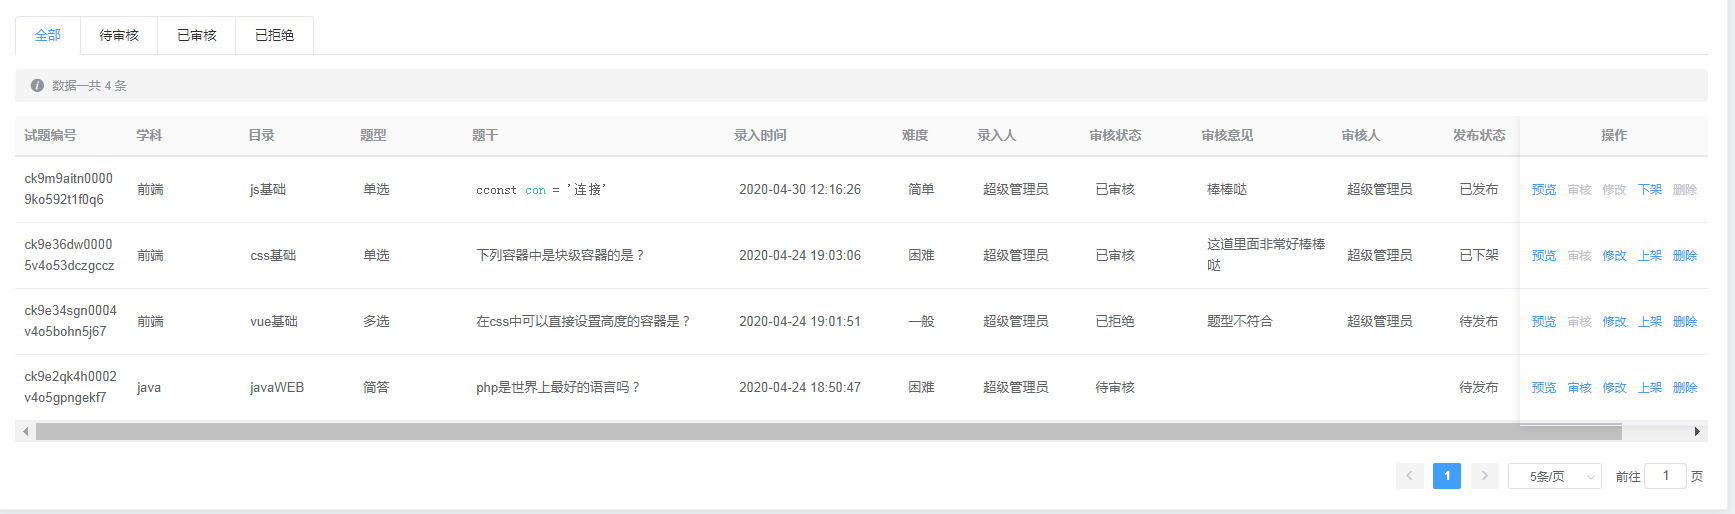 全部 待审核 已审核 已拒绝
数据一共 4 条
试题编号 学科 目录 题型 题干 录入时间 难度 录入人 审核状态 审核意见 审核人 发布状态 操作
ck9m9aitn0000
9ko592t1f0q6 前端 js基础 单选 cconst con = '连接' 2020-04-30 12:16:26 简单 超级管理员 已审核 棒棒哒 超级管理员 已发布 预览 审核 修改 下架 删除
ck9e36dw0000
5v4o53dczgccz 前端 css基础 单选 下列容器中是块级容器的是？ 2020-04-24 19:03:06 困难 超级管理员 已审核 这道里面非常好棒棒
哒 超级管理员 已下架 预览 审核 修改 上架 删除
ck9e34sgn0004
v4o5bohn5j67 前端 vue基础 多选 在css中可以直接设置高度的容器是？ 2020-04-24 19:01:51 一般 超级管理员 已拒绝 题型不符合 超级管理员 待发布 预览 审核 修改 上架 删除
ck9e2qk4h0002
v4o5gpngekf7 java javaWEB 简答 php是世界上最好的语言吗？ 2020-04-24 18:50:47 困难 超级管理员 待审核 待发布 预览 审核 修改 上架 删除
1 5条/页 前往 1 页